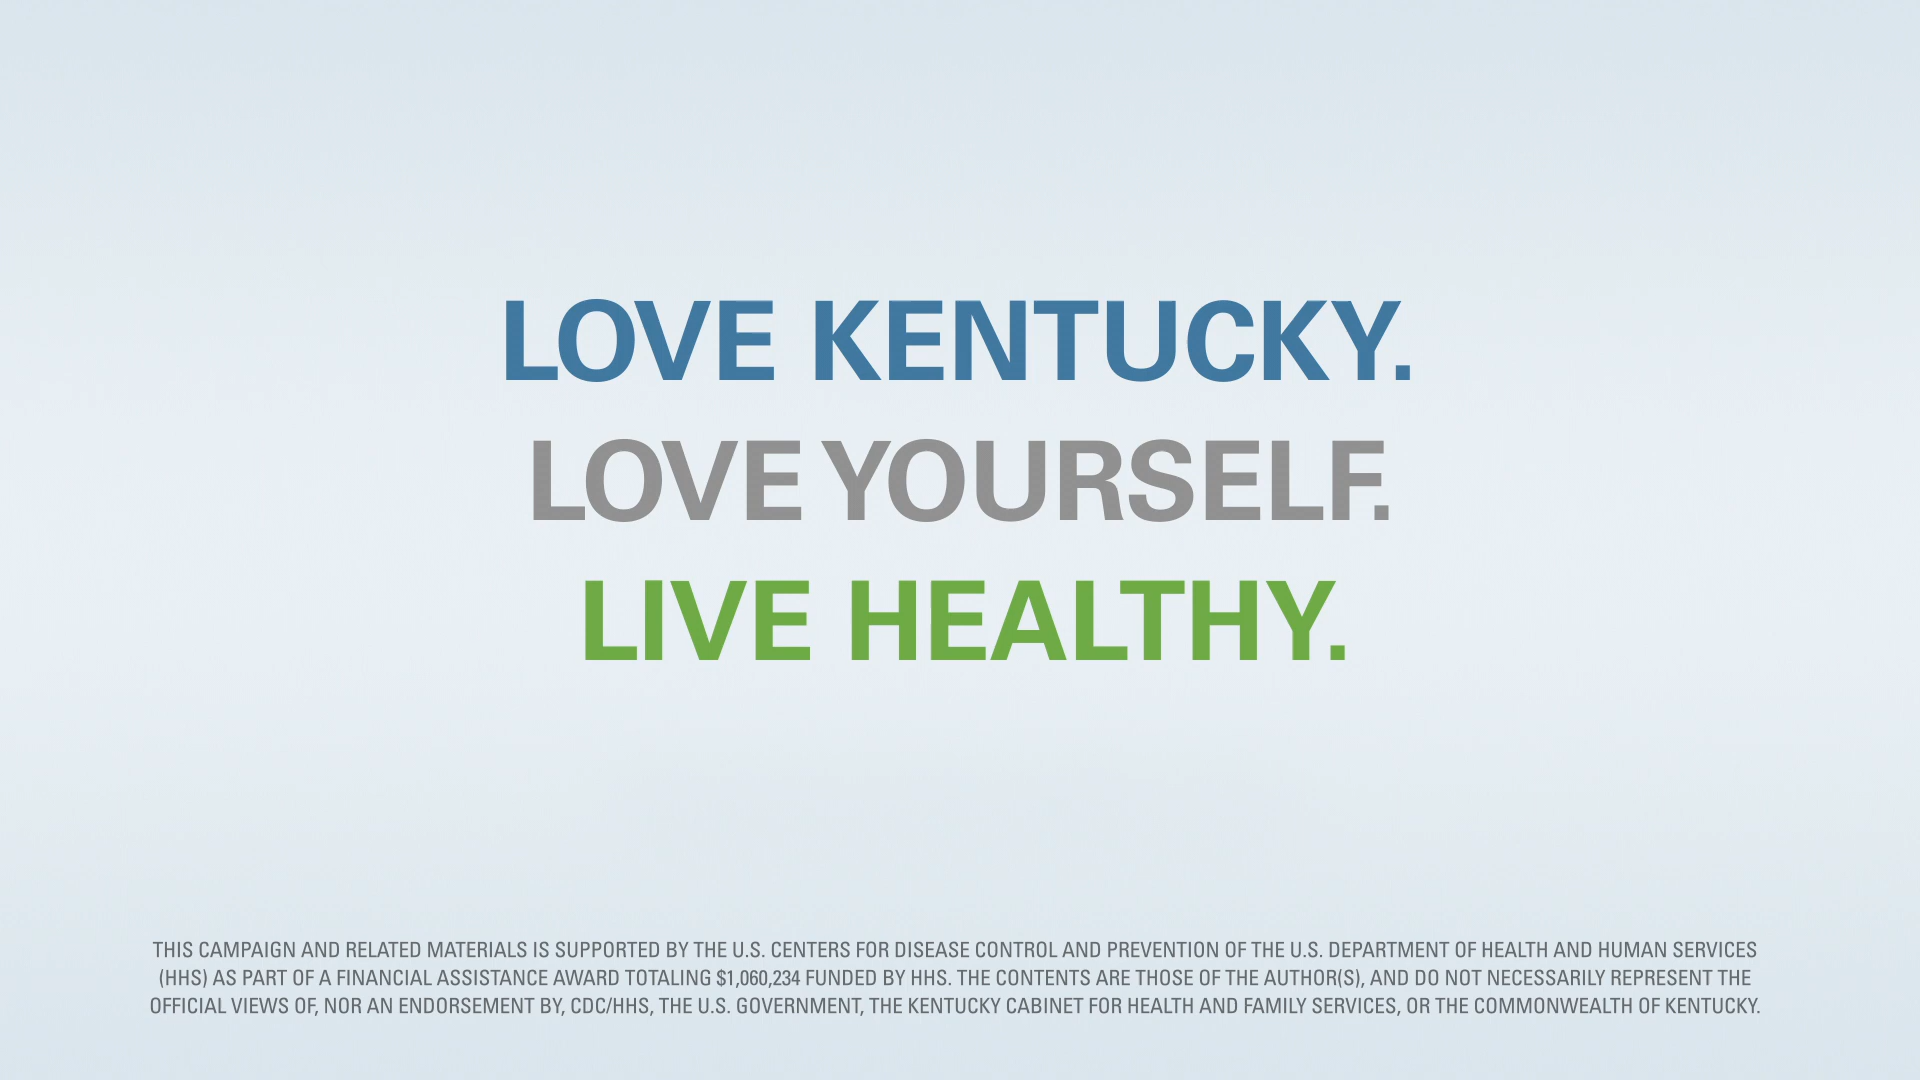 LOVE KENTUCKY.
LOVE YOURSELF.
LIVE HEALTHY.
THIS CAMPAIGN AND RELATED MATERIALS IS SUPPORTED BY THE U.S. CENTERS FOR DISEASE CONTROL AND PREVENTION OF THE U.S. DEPARTMENT OF HEALTH AND HUMAN SERVICES
(HHS) AS PART OF A FINANCIAL ASSISTANCE AWARD TOTALING $1,060,234 FUNDED BY HHS. THE CONTENTS ARE THOSE OF THE AUTHOR(S), AND DO NOT NECESSARILY REPRESENT THE
OFFICIAL VIEWS OF, NOR AN ENDORSEMENT BY, CDC/HHS, THE U.S. GOVERNMENT, THE KENTUCKY CABINET FOR HEALTH AND FAMILY SERVICES, OR THE COMMONWEALTH OF KENTUCKY.